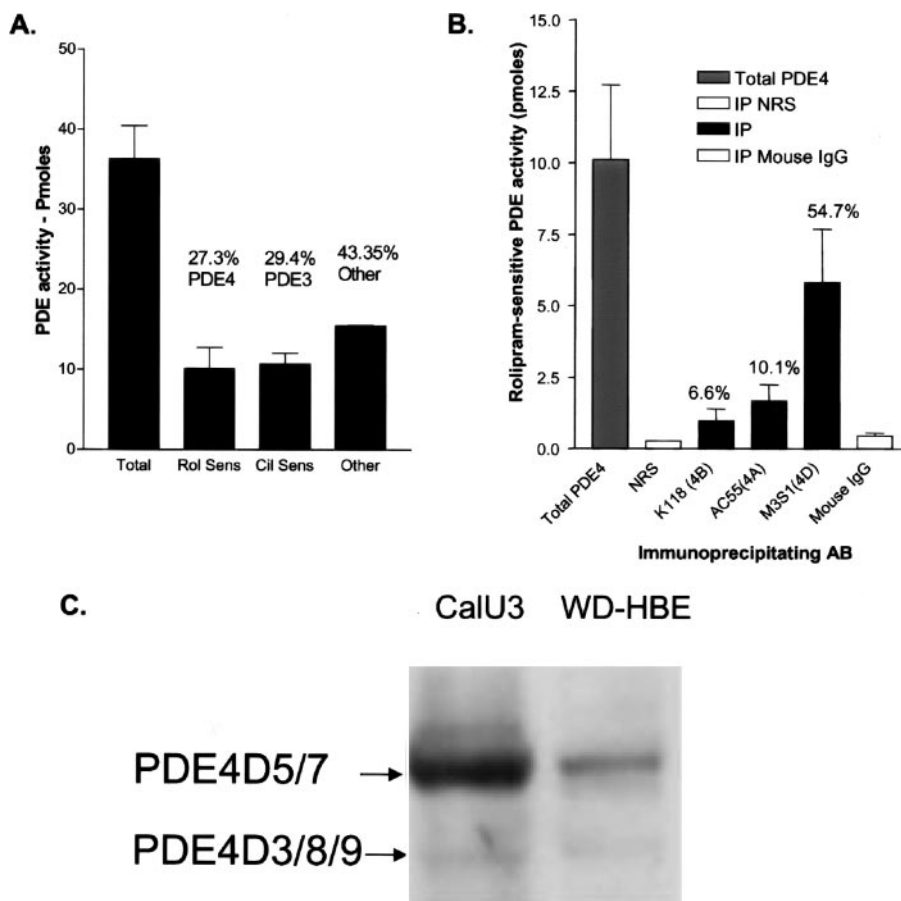 A.
PDE activity - Pmoles
50
40
30
20
10
0
27.3%
PDE4
29.4%
PDE3
43.35%
Other
Total
Rol Sens
Cil Sens
Other
B.
Rolipram-sensitive PDE activity (pmoles)
15.0
12.5
10.0
7.5
5.0
2.5
0.0
Total PDE4
IP NRS
IP
IP Mouse IgG
6.6%
10.1%
54.7%
Total PDE4
NRS
K118 (4B)
AC55(4A)
M3S1(4D)
Mouse IgG
Immunoprecipitating AB
C.
CalU3 WD-HBE
PDE4D5/7
PDE4D3/8/9